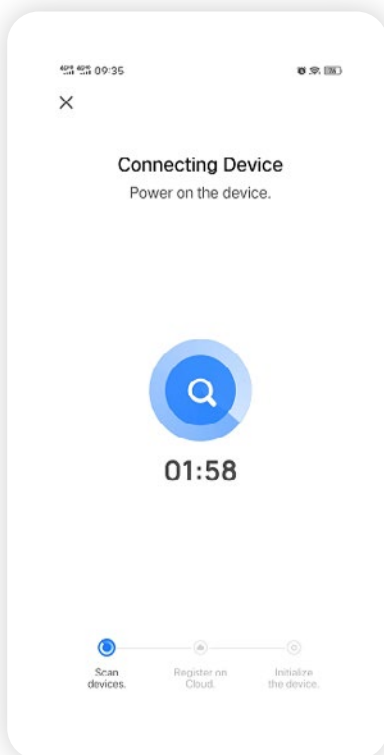 09:35
Connecting Device
Power on the device.
01:58
Scan
devices.
Register on
Cloud.
Initialize
the device.